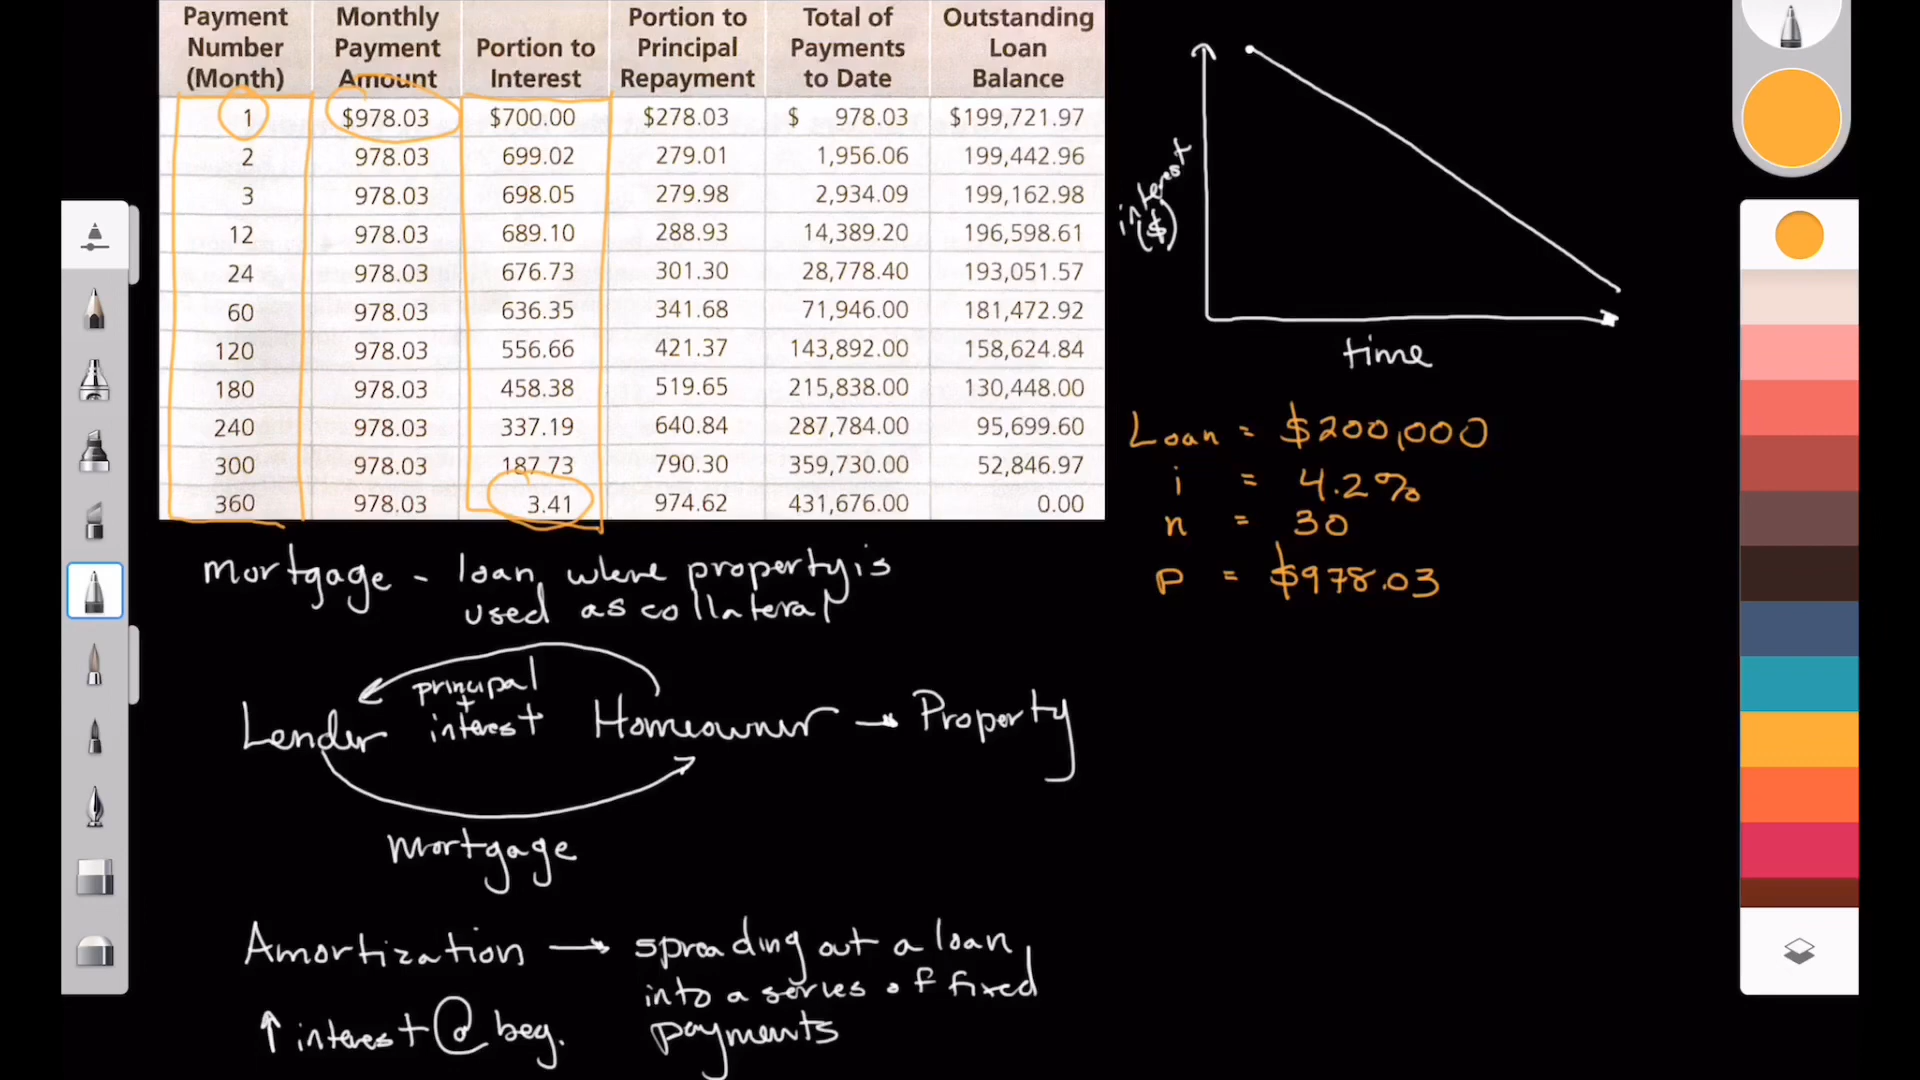 Payment Number (Month) Monthly Payment Amount Portion to Interest Portion to Principal Repayment Total of Payments to Date Outstanding Loan Balance
1 $978.03 $700.00 $278.03 $ 978.03 $199,721.97
2 978.03 699.02 279.01 1,956.06 199,442.96
3 978.03 698.05 279.98 2,934.09 199,162.98
12 978.03 689.10 288.93 14,389.20 196,598.61
24 978.03 676.73 301.30 28,778.40 193,051.57
60 978.03 636.35 341.68 71,946.00 181,472.92
120 978.03 556.66 421.37 143,892.00 158,624.84
180 978.03 458.38 519.65 215,838.00 130,448.00
240 978.03 337.19 640.84 287,784.00 95,699.60
300 978.03 187.73 790.30 359,730.00 52,846.97
360 978.03 3.41 974.62 431,676.00 0.00
interest
($)
time
Loan = $200,000
i = 4.2%
n = 30
P = $978.03
mortgage - loan where property is
used as collateral
principal
+
interest
Lender Homeowner → Property
mortgage
Amortization → spreading out a loan
into a series of fixed
payments
↑ interest @ beg.